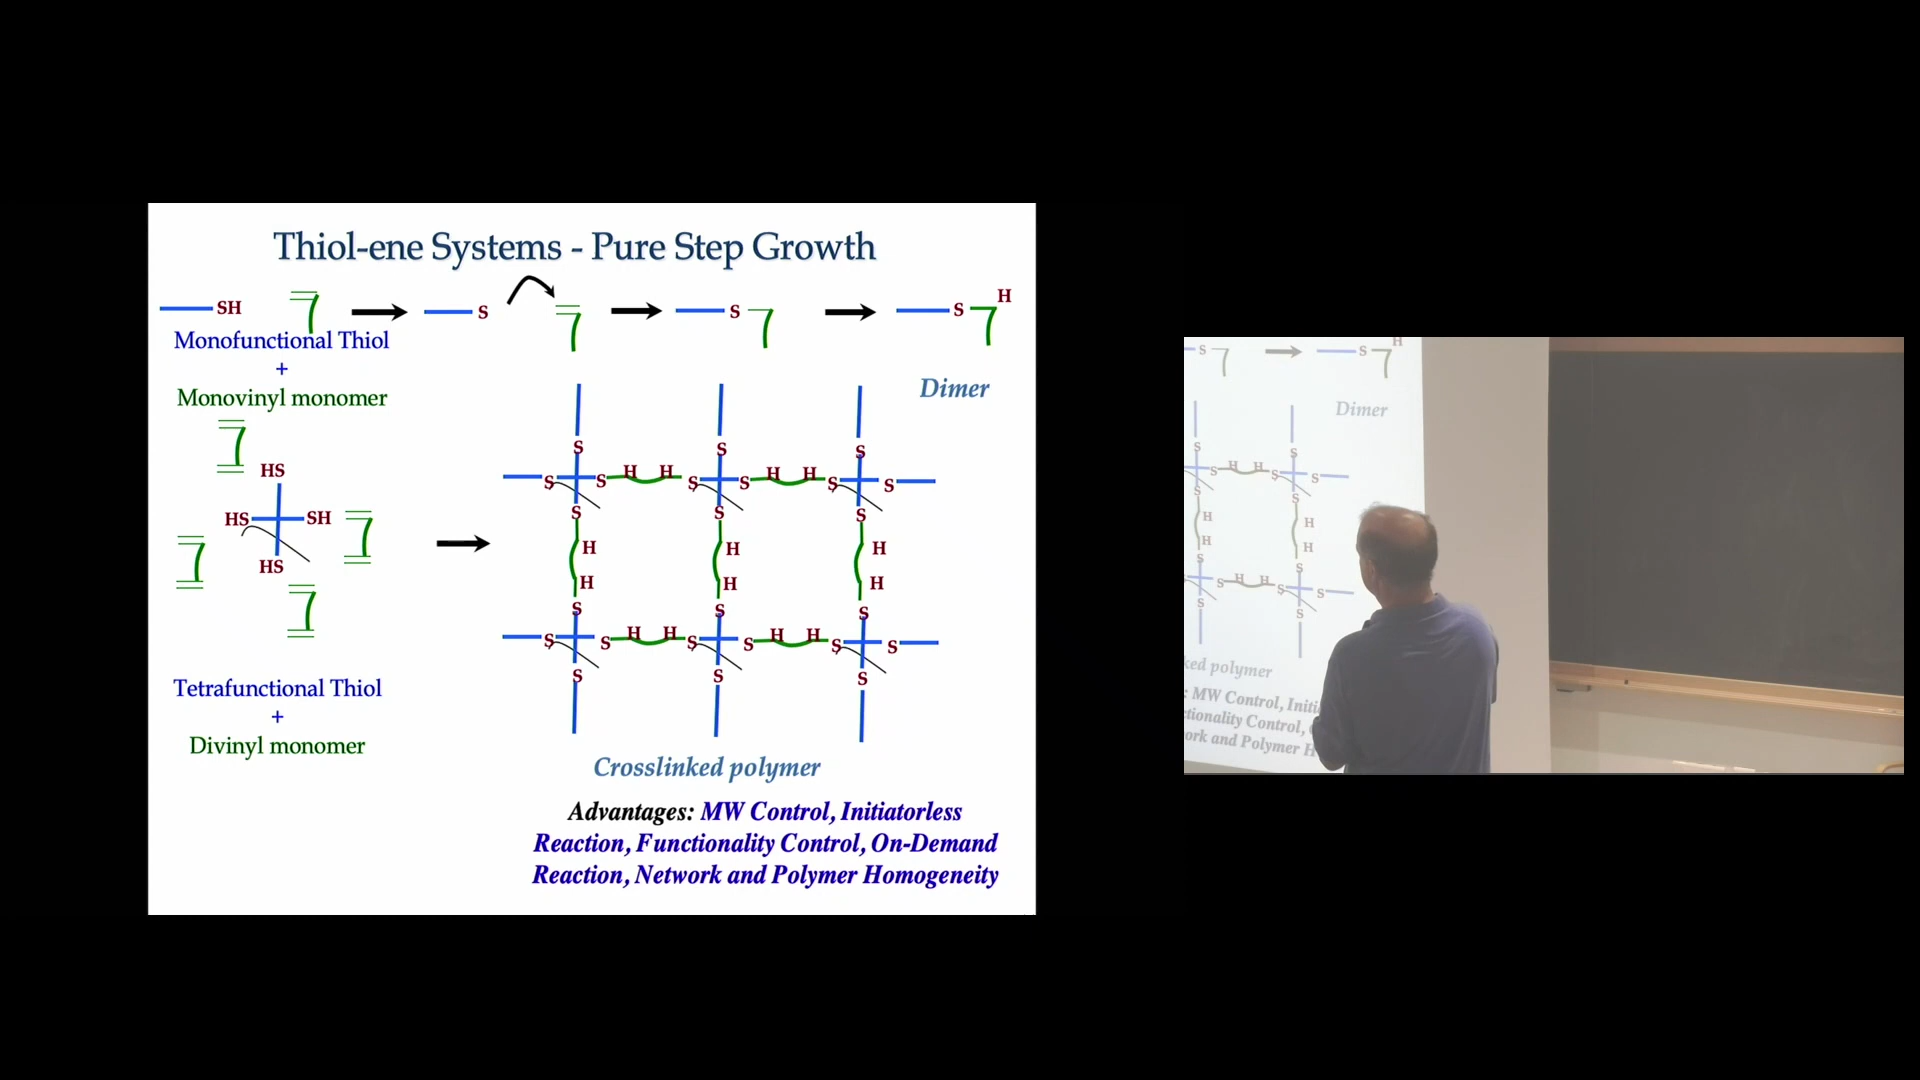 Thiol-ene Systems - Pure Step Growth
SH S S S H
Monofunctional Thiol
+
Monovinyl monomer
Dimer
HS
HS SH
HS
Tetrafunctional Thiol
+
Divinyl monomer
S S S
S S H H S S H H S S
S S S
H H H
H H H
S S S
S S H H S S H H S S
S S S
Crosslinked polymer
Advantages: MW Control, Initiatorless
Reaction, Functionality Control, On-Demand
Reaction, Network and Polymer Homogeneity
S S H
Dimer
S S
S H H S S
S S
H H
H H
S S
S H H S S
S S
ked polymer
: MW Control, Initi
ctionality Control,
ork and Polymer H